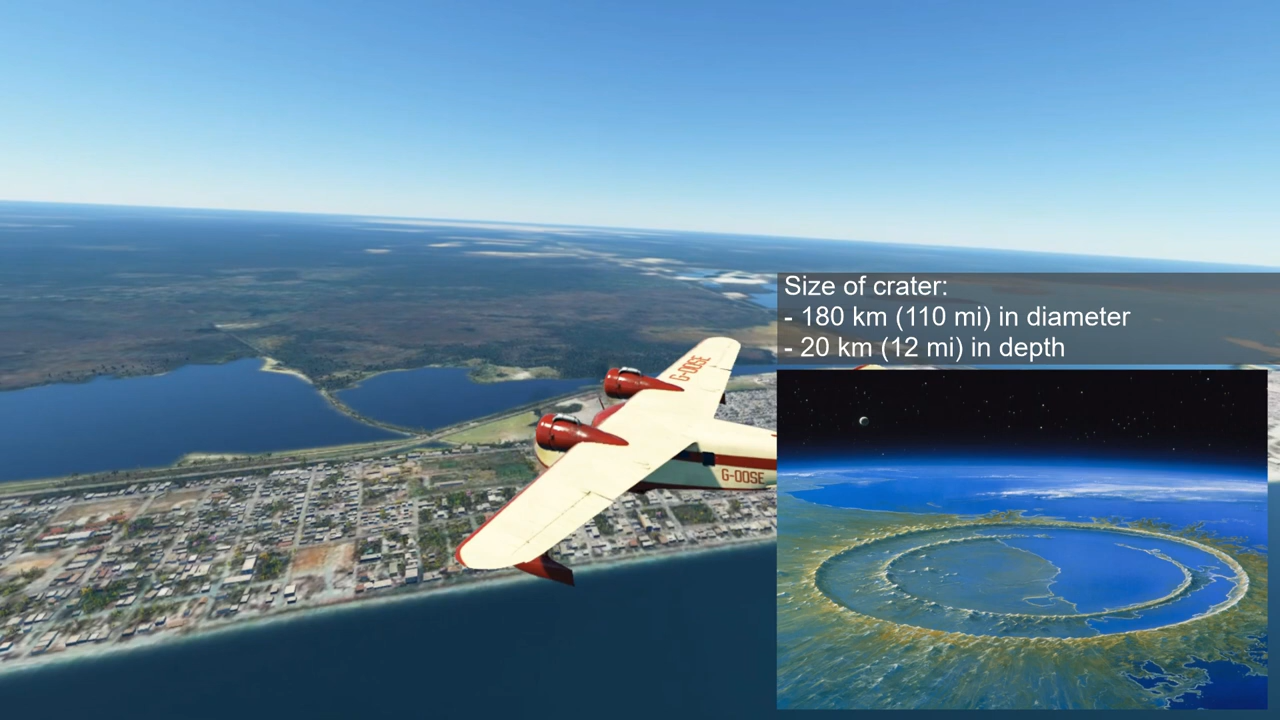 G-OOSE
Size of crater:
- 180 km (110 mi) in diameter
- 20 km (12 mi) in depth
G-OOSE